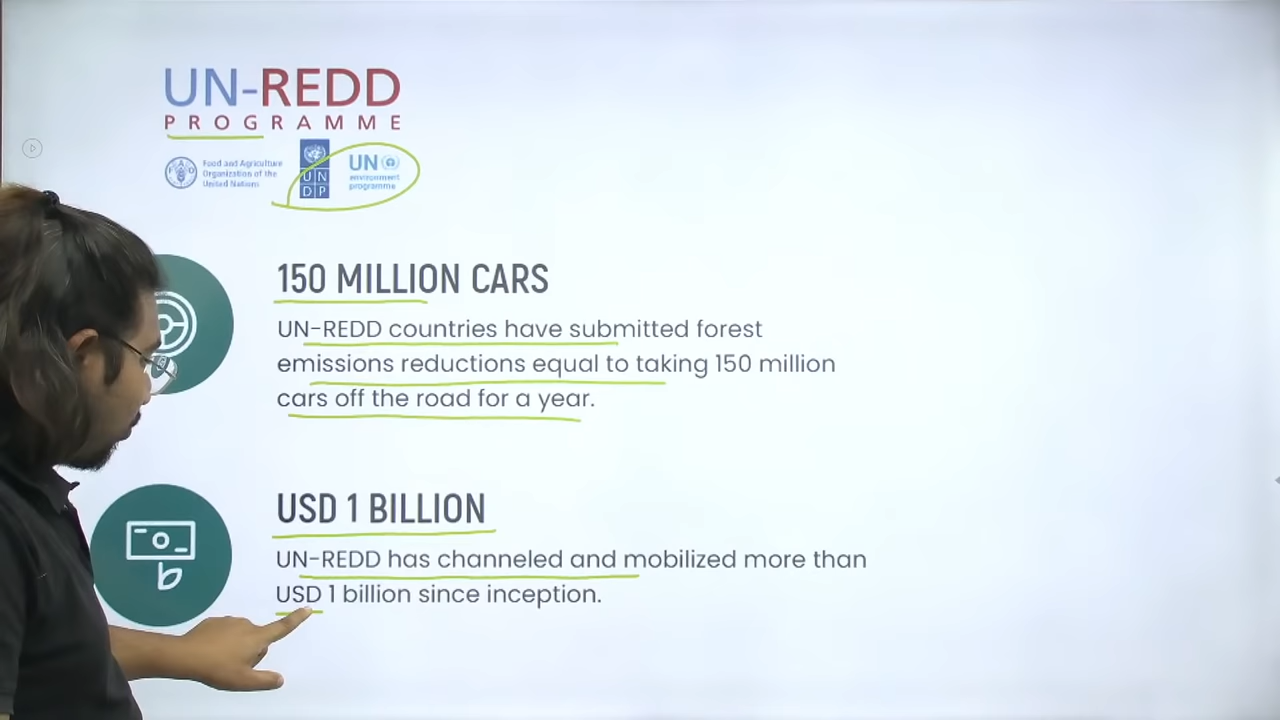 UN-REDD
PROGRAMME
Food and Agriculture
Organization of the
United Nations
UN
DP
UN
environment
programme
150 MILLION CARS
UN-REDD countries have submitted forest
emissions reductions equal to taking 150 million
cars off the road for a year.
USD 1 BILLION
UN-REDD has channeled and mobilized more than
USD 1 billion since inception.